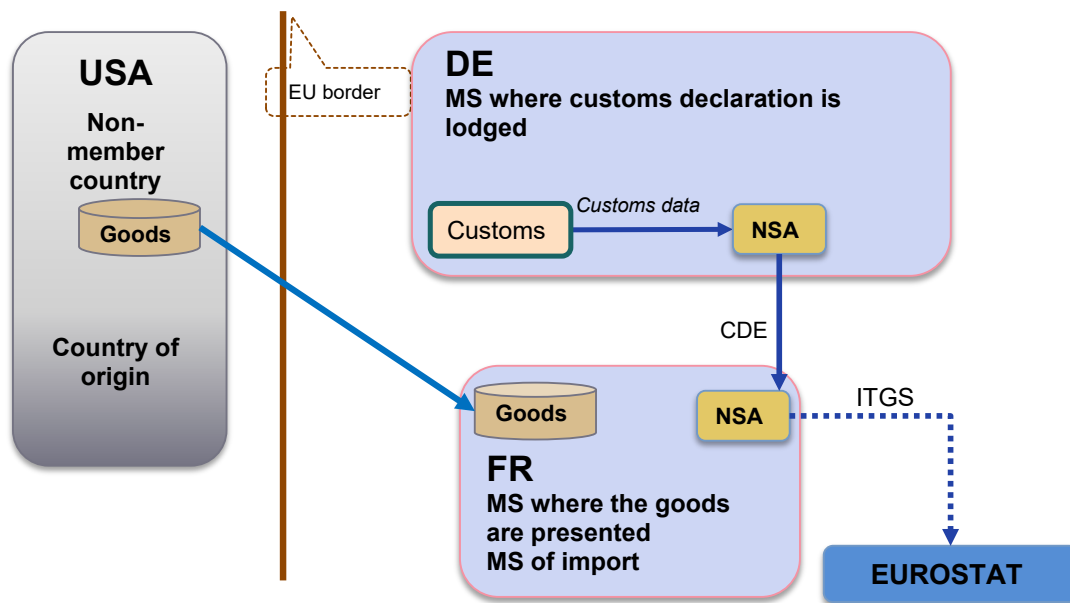 USA
Non-
member
country
Goods
Country of
origin
EU border
DE
MS where customs declaration is
lodged
Customs
Customs data
NSA
CDE
Goods
NSA
ITGS
FR
MS where the goods
are presented
MS of import
EUROSTAT